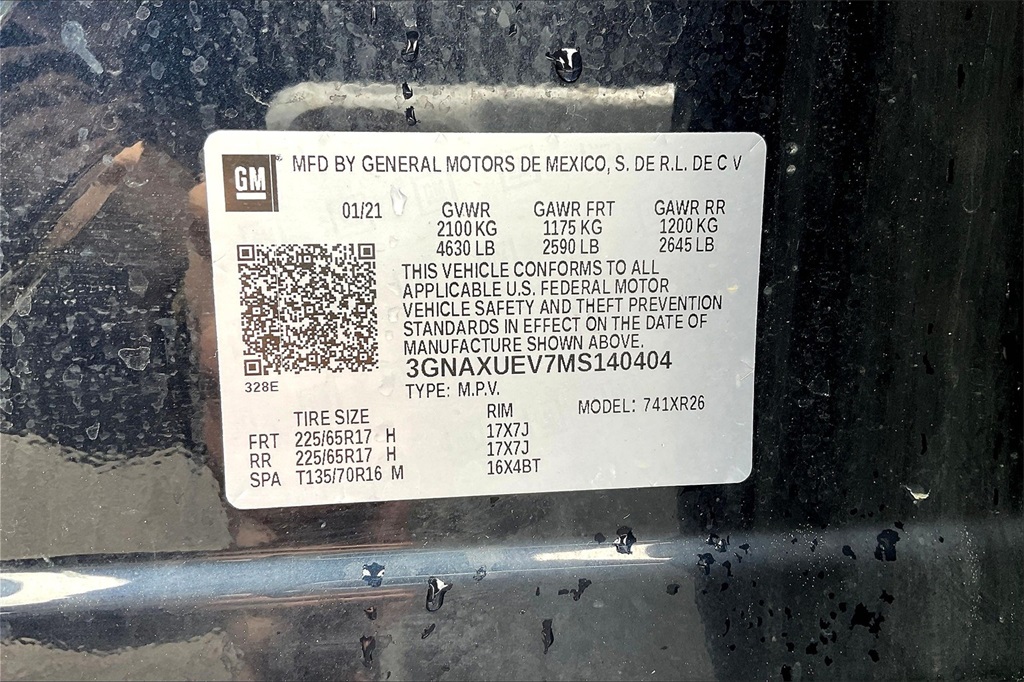 GM
® MFD BY GENERAL MOTORS DE MEXICO, S. DE R.L. DE C V
01/21 GVWR GAWR FRT GAWR RR
2100 KG 1175 KG 1200 KG
4630 LB 2590 LB 2645 LB
THIS VEHICLE CONFORMS TO ALL
APPLICABLE U.S. FEDERAL MOTOR
VEHICLE SAFETY AND THEFT PREVENTION
STANDARDS IN EFFECT ON THE DATE OF
MANUFACTURE SHOWN ABOVE.
3GNAXUEV7MS140404
328E
TYPE: M.P.V. MODEL: 741XR26
TIRE SIZE RIM
FRT 225/65R17 H 17X7J
RR 225/65R17 H 17X7J
SPA T135/70R16 M 16X4BT